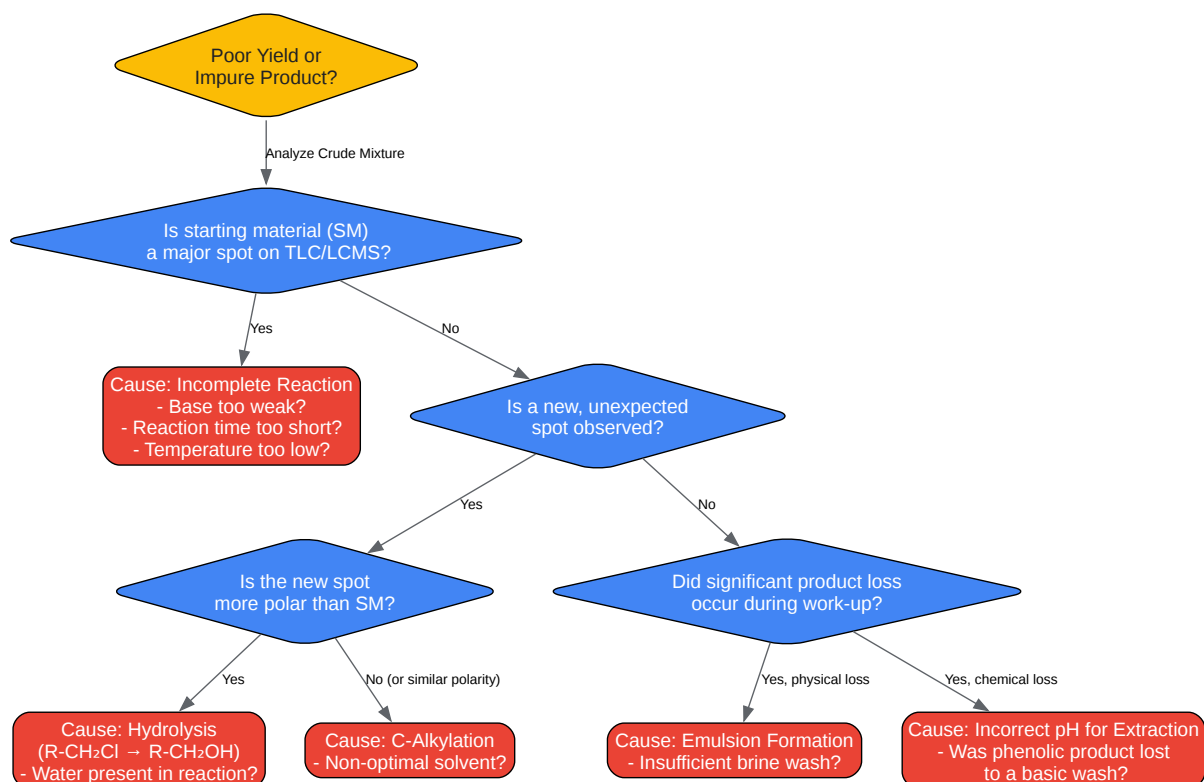 Poor Yield or
Impure Product?
Analyze Crude Mixture
Is starting material (SM)
a major spot on TLC/LCMS?
Yes
No
Cause: Incomplete Reaction
- Base too weak?
- Reaction time too short?
- Temperature too low?
Is a new, unexpected
spot observed?
Yes
No
Is the new spot
more polar than SM?
Did significant product loss
occur during work-up?
Yes
No (or similar polarity)
Yes, physical loss
Yes, chemical loss
Cause: Hydrolysis
(R-CH₂Cl → R-CH₂OH)
- Water present in reaction?
Cause: C-Alkylation
- Non-optimal solvent?
Cause: Emulsion Formation
- Insufficient brine wash?
Cause: Incorrect pH for Extraction
- Was phenolic product lost
to a basic wash?